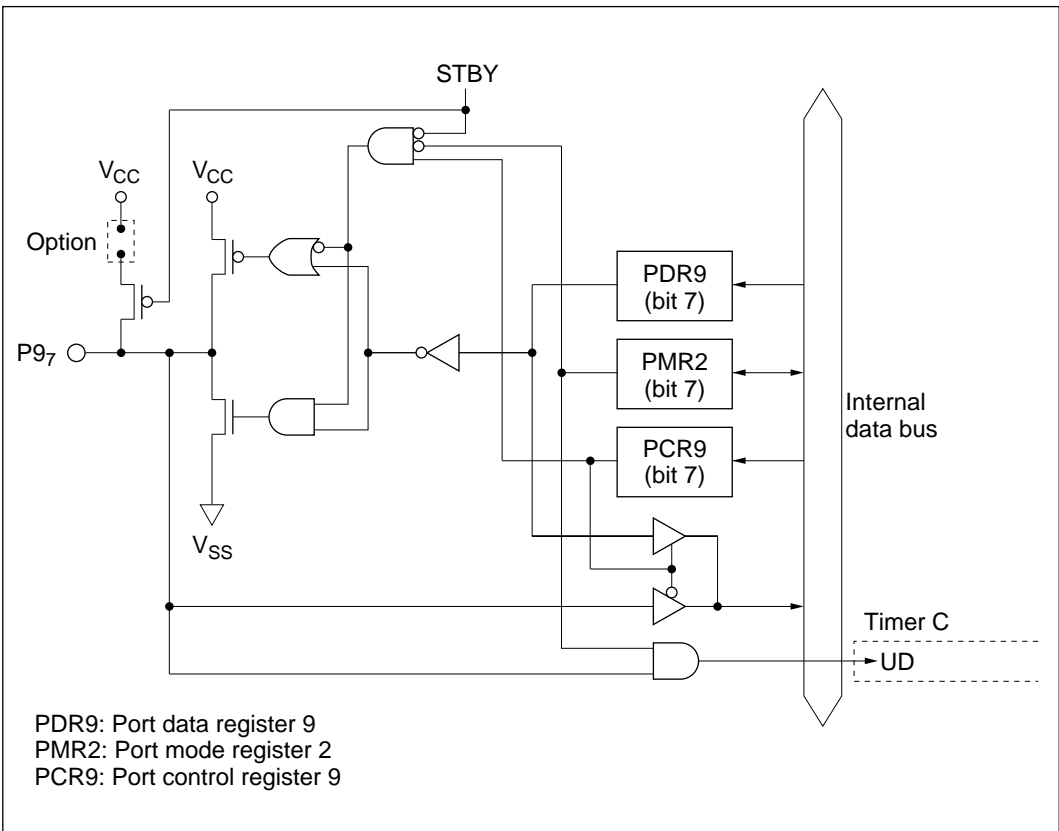 STBY
VCC
VCC
Option
PDR9
(bit 7)
P97
PMR2
(bit 7)
Internal
data bus
PCR9
(bit 7)
VSS
Timer C
UD
PDR9: Port data register 9
PMR2: Port mode register 2
PCR9: Port control register 9